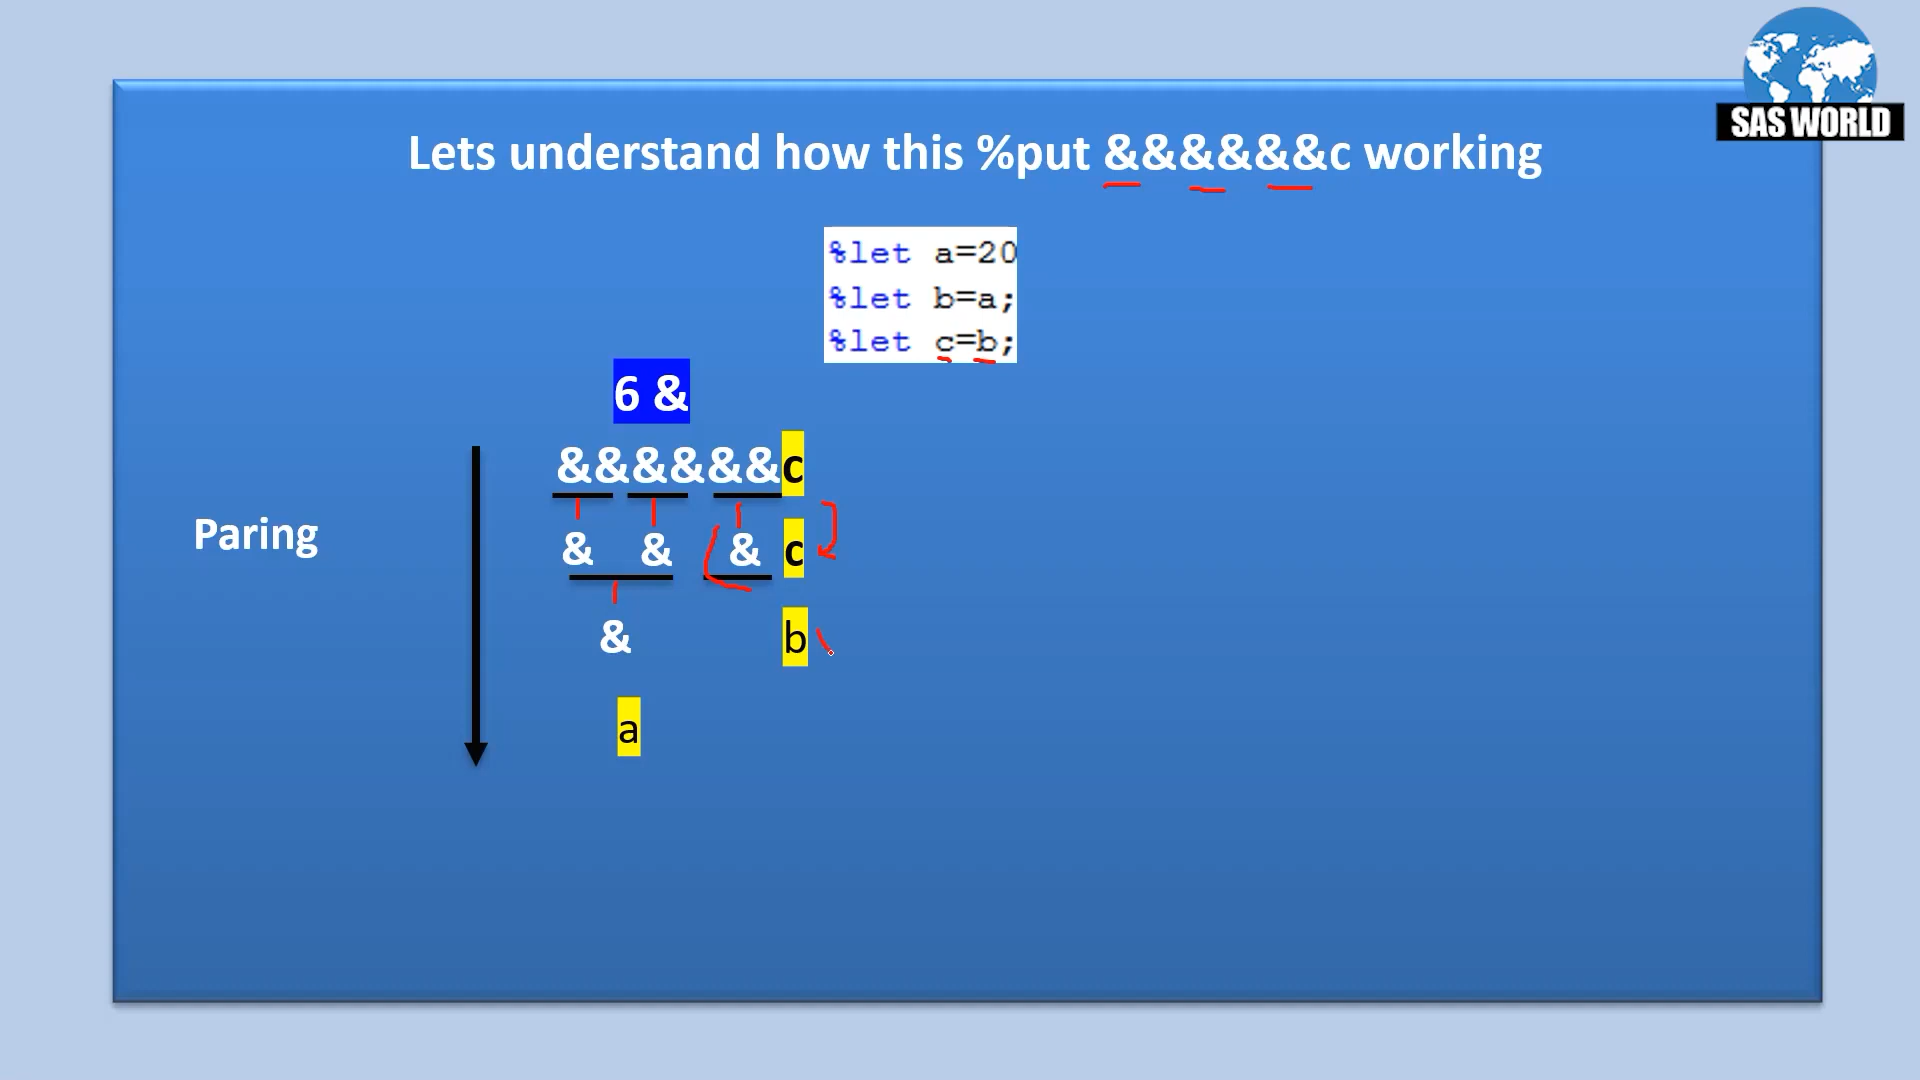 SAS WORLD
Lets understand how this %put &&&&&&c working
%let a=20
%let b=a;
%let c=b;
6 &
&&&&&&c
Paring
& & & c
& b
a